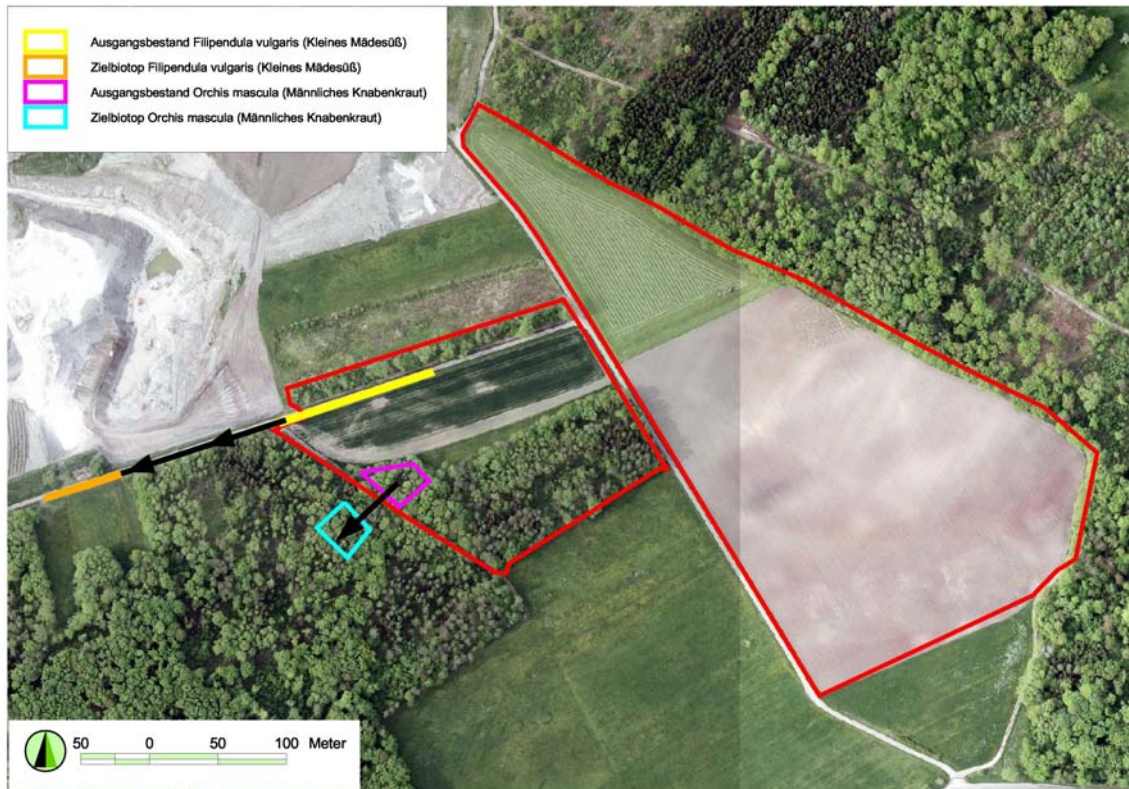 Ausgangsbestand Filipendula vulgaris (Kleines Mädesüß)
Zielbiotop Filipendula vulgaris (Kleines Mädesüß)
Ausgangsbestand Orchis mascula (Männliches Knabenkraut)
Zielbiotop Orchis mascula (Männliches Knabenkraut)
50 0 50 100 Meter